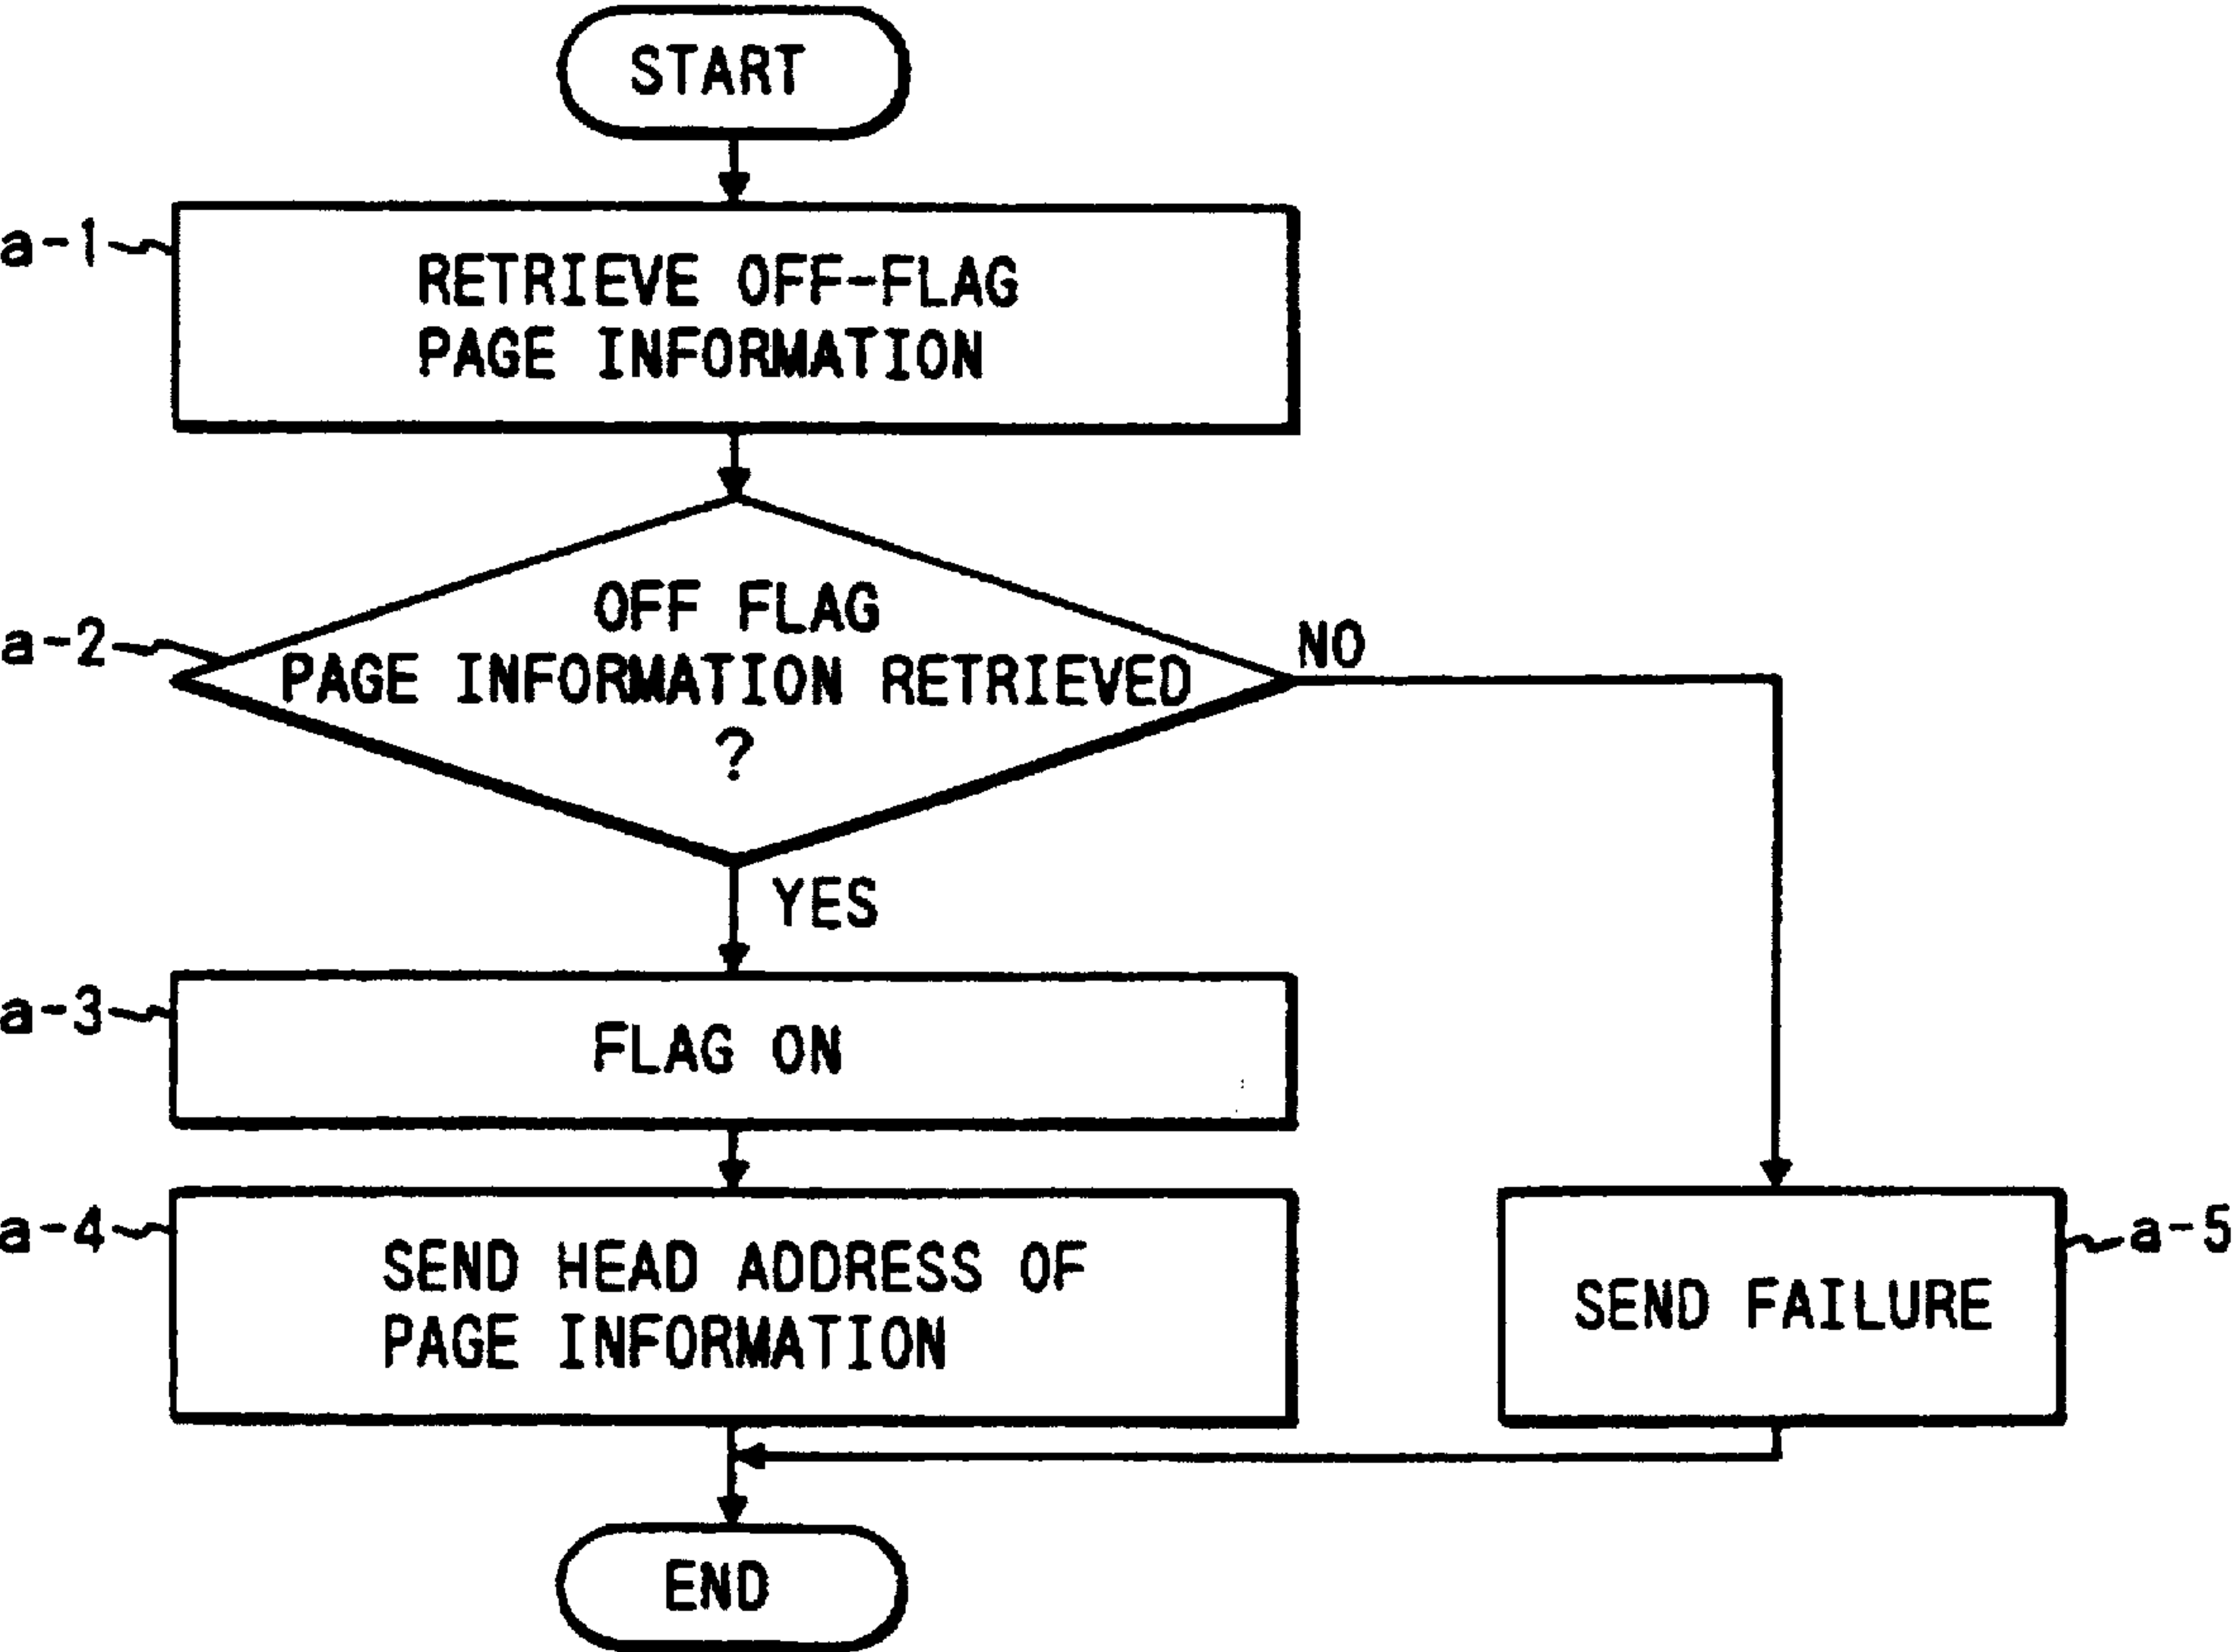 START
a-1
RETRIEVE OFF-FLAG
PAGE INFORMATION
a-2
OFF FLAG
PAGE INFORMATION RETRIEVED
?
NO
YES
a-3
FLAG ON
a-4
SEND HEAD ADDRESS OF
PAGE INFORMATION
a-5
SEND FAILURE
END